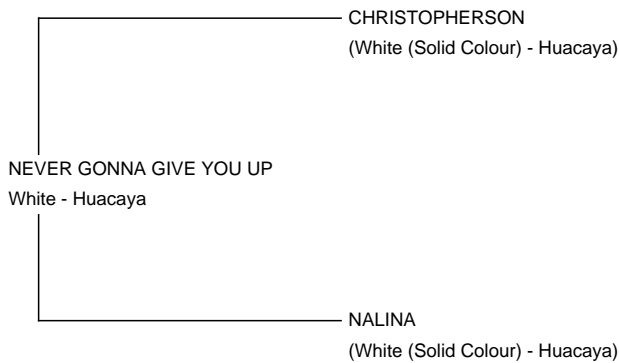 CHRISTOPHERSON
(White (Solid Colour) - Huacaya)
NEVER GONNA GIVE YOU UP
White - Huacaya
NALINA
(White (Solid Colour) - Huacaya)